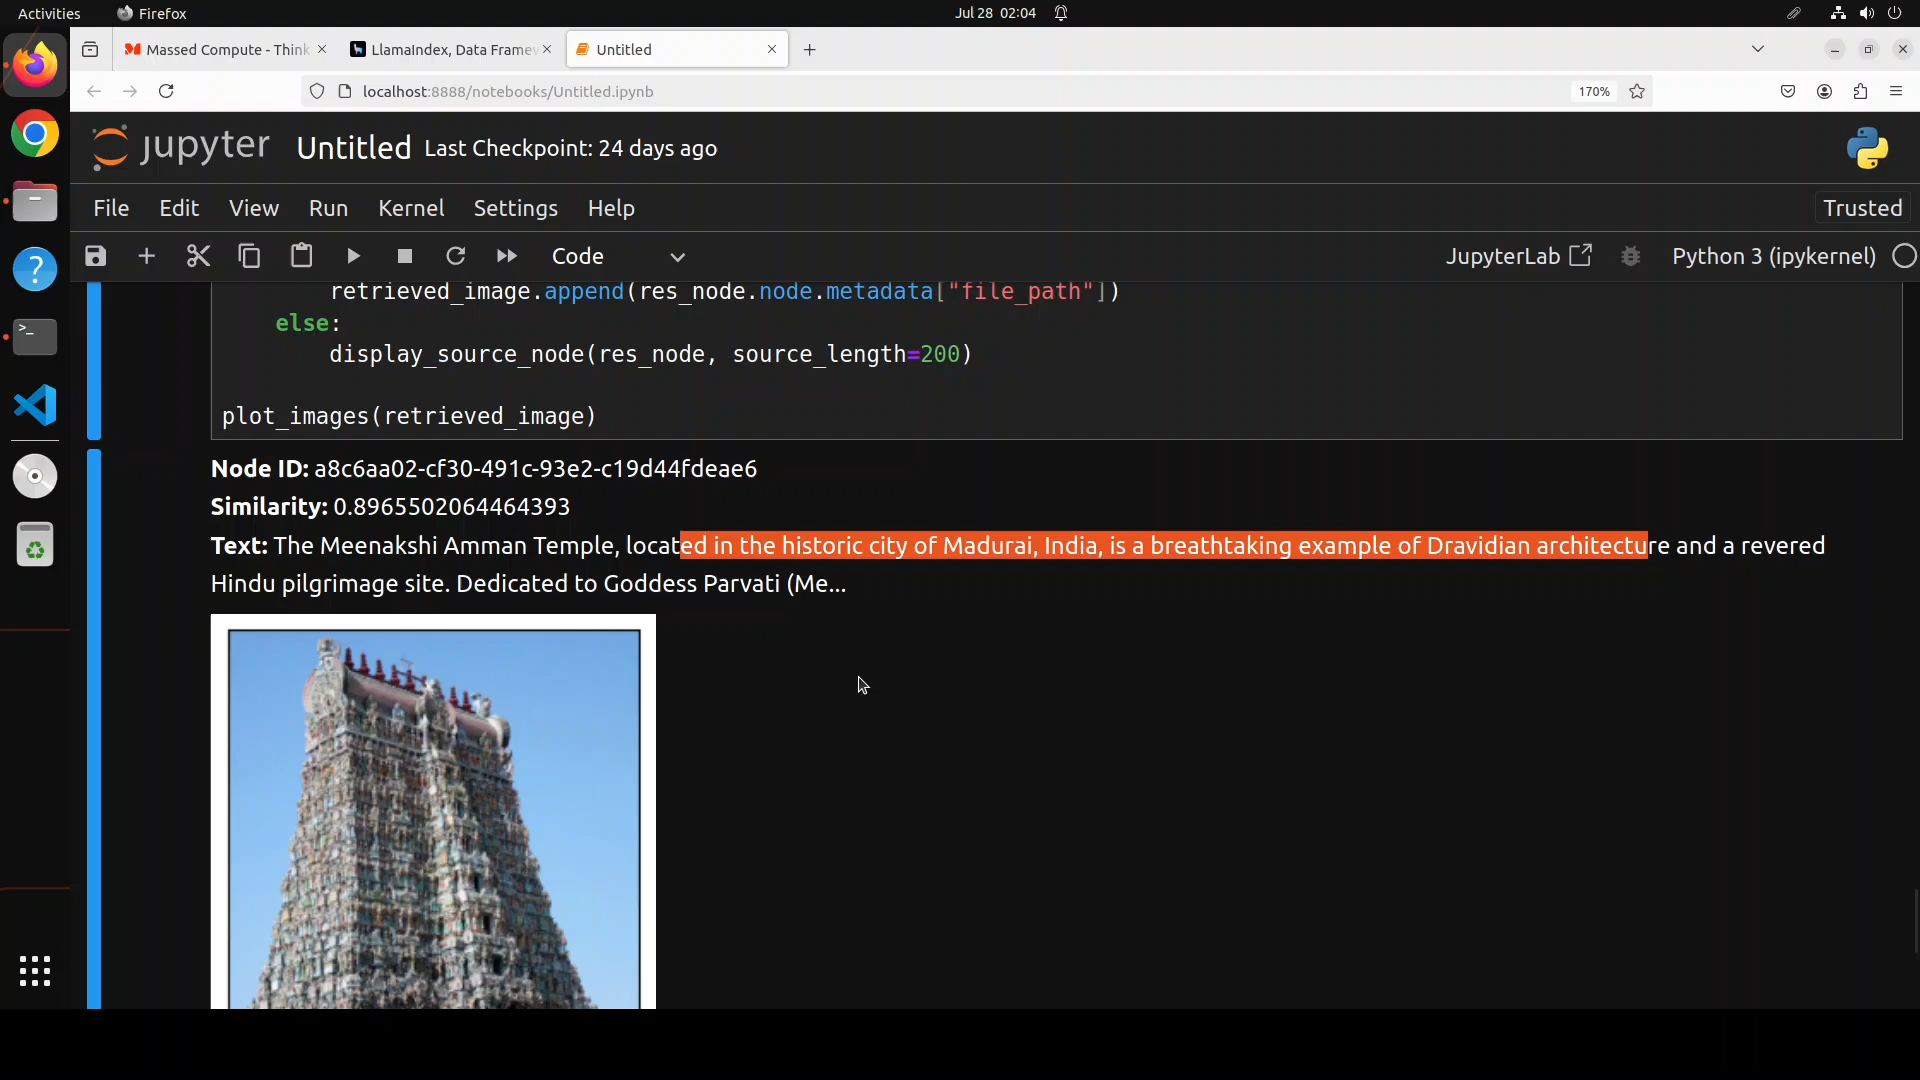 Activities Firefox Jul 28 02:04
Massed Compute - Think LlamaIndex, Data Framew Untitled
localhost:8888/notebooks/Untitled.ipynb 170%
jupyter Untitled Last Checkpoint: 24 days ago
File Edit View Run Kernel Settings Help Trusted
Code JupyterLab Python 3 (ipykernel)
retrieved_image.append(res_node.node.metadata["file_path"])
else:
display_source_node(res_node, source_length=200)
plot_images(retrieved_image)
Node ID: a8c6aa02-cf30-491c-93e2-c19d44fdeae6
Similarity: 0.8965502064464393
Text: The Meenakshi Amman Temple, located in the historic city of Madurai, India, is a breathtaking example of Dravidian architecture and a revered
Hindu pilgrimage site. Dedicated to Goddess Parvati (Me...